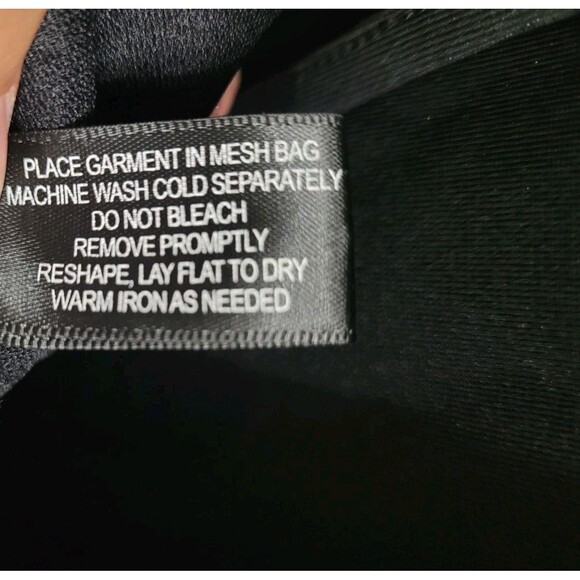 PLACE GARMENT IN MESH BAG
MACHINE WASH COLD SEPARATELY
DO NOT BLEACH
REMOVE PROMPTLY
RESHAPE, LAY FLAT TO DRY
WARM IRON AS NEEDED